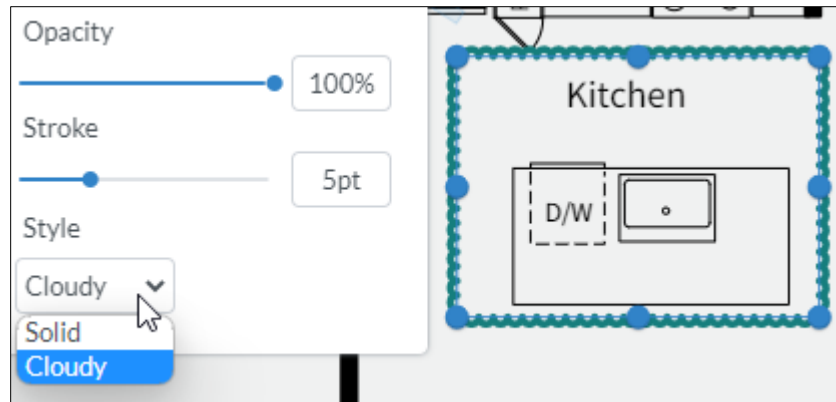 Opacity
100%
Stroke
5pt
Style
Cloudy
Solid
Cloudy
Kitchen
D/W